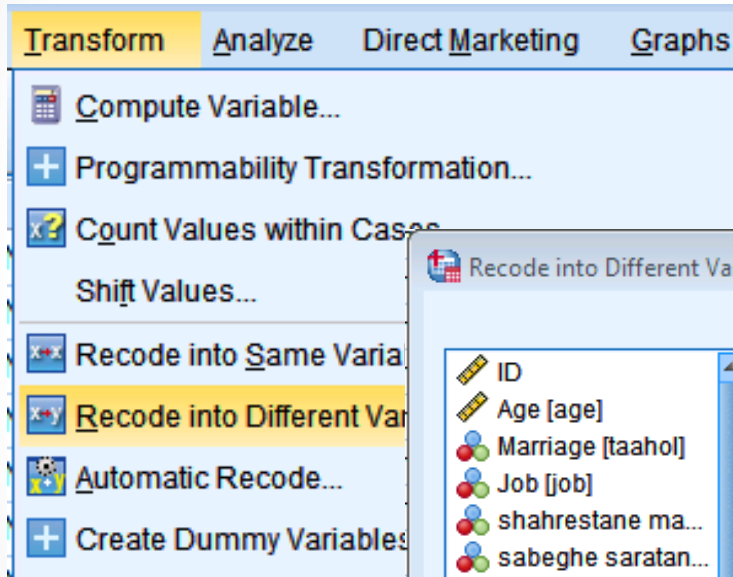 Transform Analyze Direct Marketing Graphs
Compute Variable...
Programmability Transformation...
Count Values within Cases
Shift Values...
Recode into Same Varia
Recode into Different Var
Automatic Recode...
Create Dummy Variables
Recode into Different Va
ID
Age [age]
Marriage [taahol]
Job [job]
shahrestane ma...
sabeghe saratan...